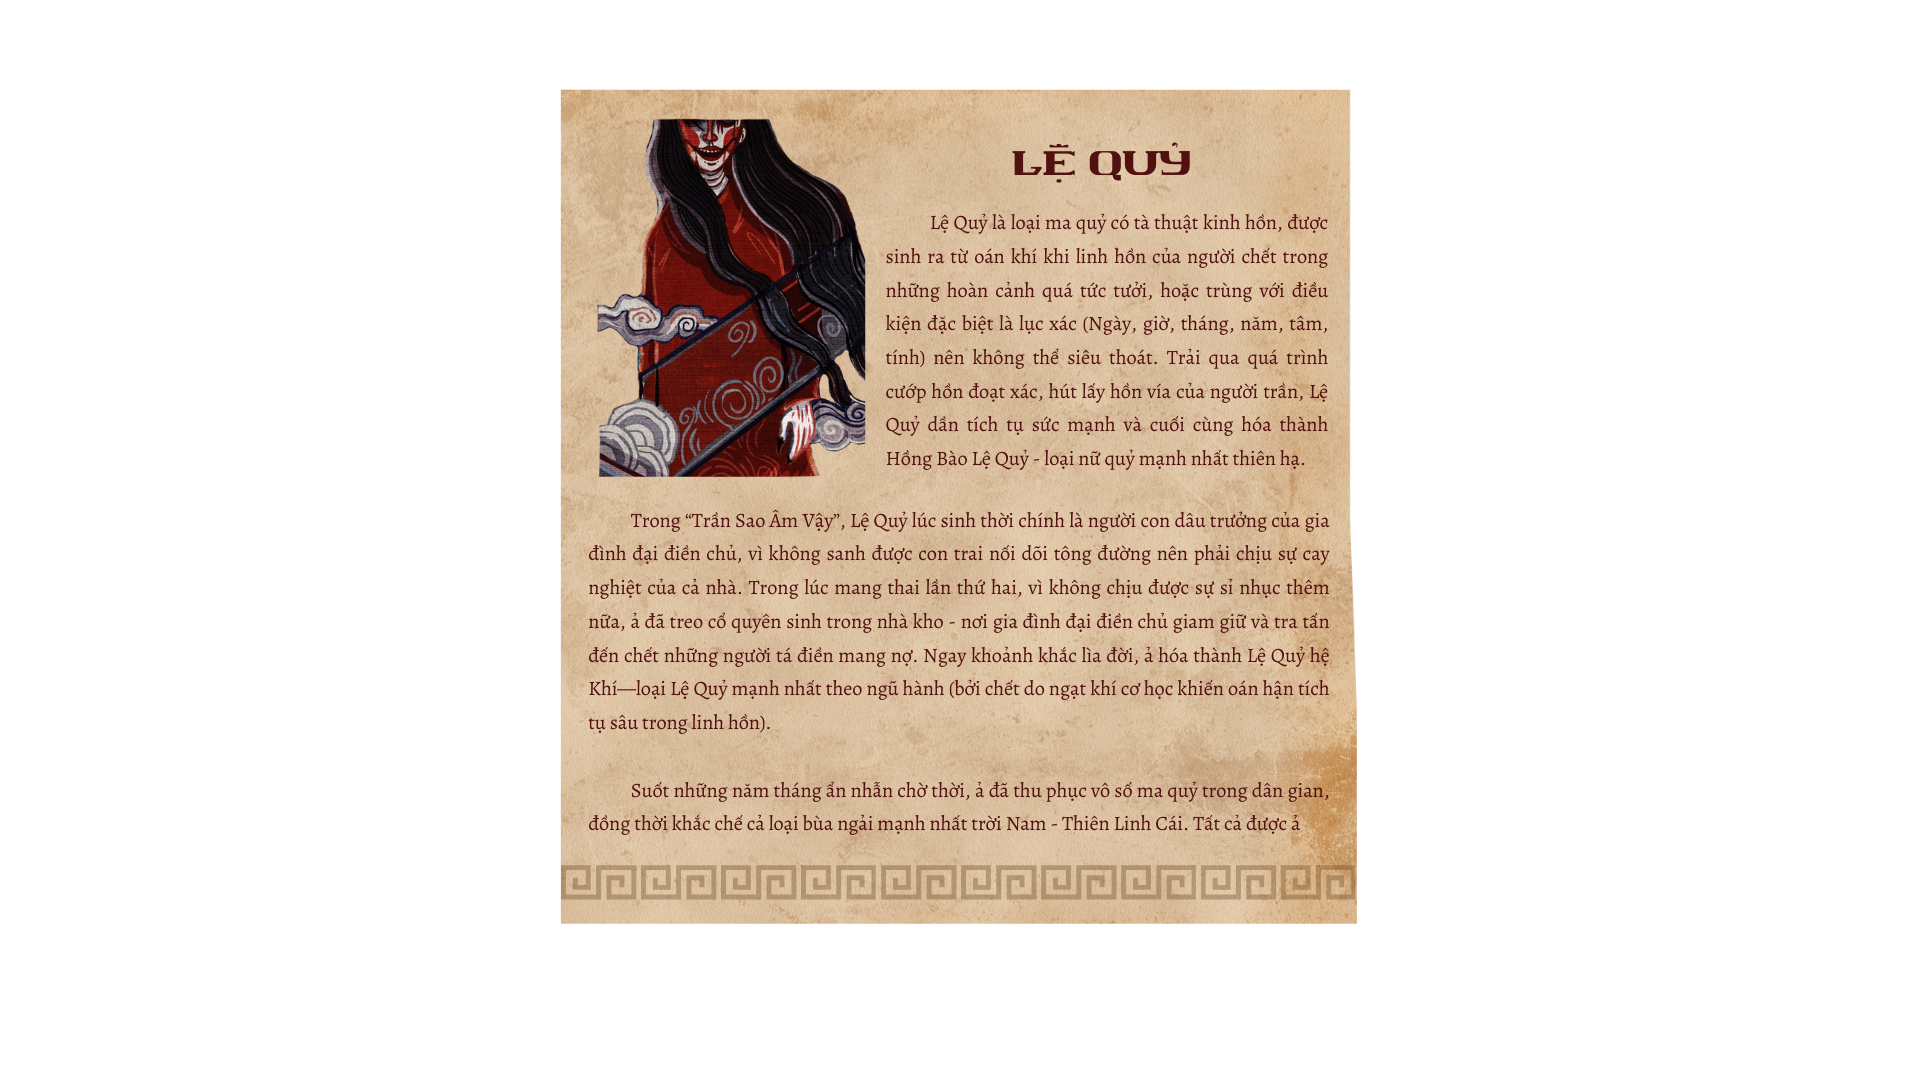 LỆ QUỶ
Lệ Quỷ là loại ma quỷ có tà thuật kinh hồn, được
sinh ra từ oán khí khi linh hồn của người chết trong
những hoàn cảnh quá tức tưởi, hoặc trùng với điều
kiện đặc biệt là lục xác (Ngày, giờ, tháng, năm, tâm,
tính) nên không thể siêu thoát. Trải qua quá trình
cướp hồn đoạt xác, hút lấy hồn vía của người trần, Lệ
Quỷ dần tích tụ sức mạnh và cuối cùng hóa thành
Hồng Bào Lệ Quỷ - loại nữ quỷ mạnh nhất thiên hạ.
Trong “Trần Sao Âm Vậy”, Lệ Quỷ lúc sinh thời chính là người con dâu trưởng của gia
đình đại điền chủ, vì không sanh được con trai nối dõi tông đường nên phải chịu sự cay
nghiệt của cả nhà. Trong lúc mang thai lần thứ hai, vì không chịu được sự sỉ nhục thêm
nữa, ả đã treo cổ quyên sinh trong nhà kho - nơi gia đình đại điền chủ giam giữ và tra tấn
đến chết những người tá điền mang nợ. Ngay khoảnh khắc lìa đời, ả hóa thành Lệ Quỷ hệ
Khí—loại Lệ Quỷ mạnh nhất theo ngũ hành (bởi chết do ngạt khí cơ học khiến oán hận tích
tụ sâu trong linh hồn).
Suốt những năm tháng ẩn nhẫn chờ thời, ả đã thu phục vô số ma quỷ trong dân gian,
đồng thời khắc chế cả loại bùa ngải mạnh nhất trời Nam - Thiên Linh Cái. Tất cả được ả